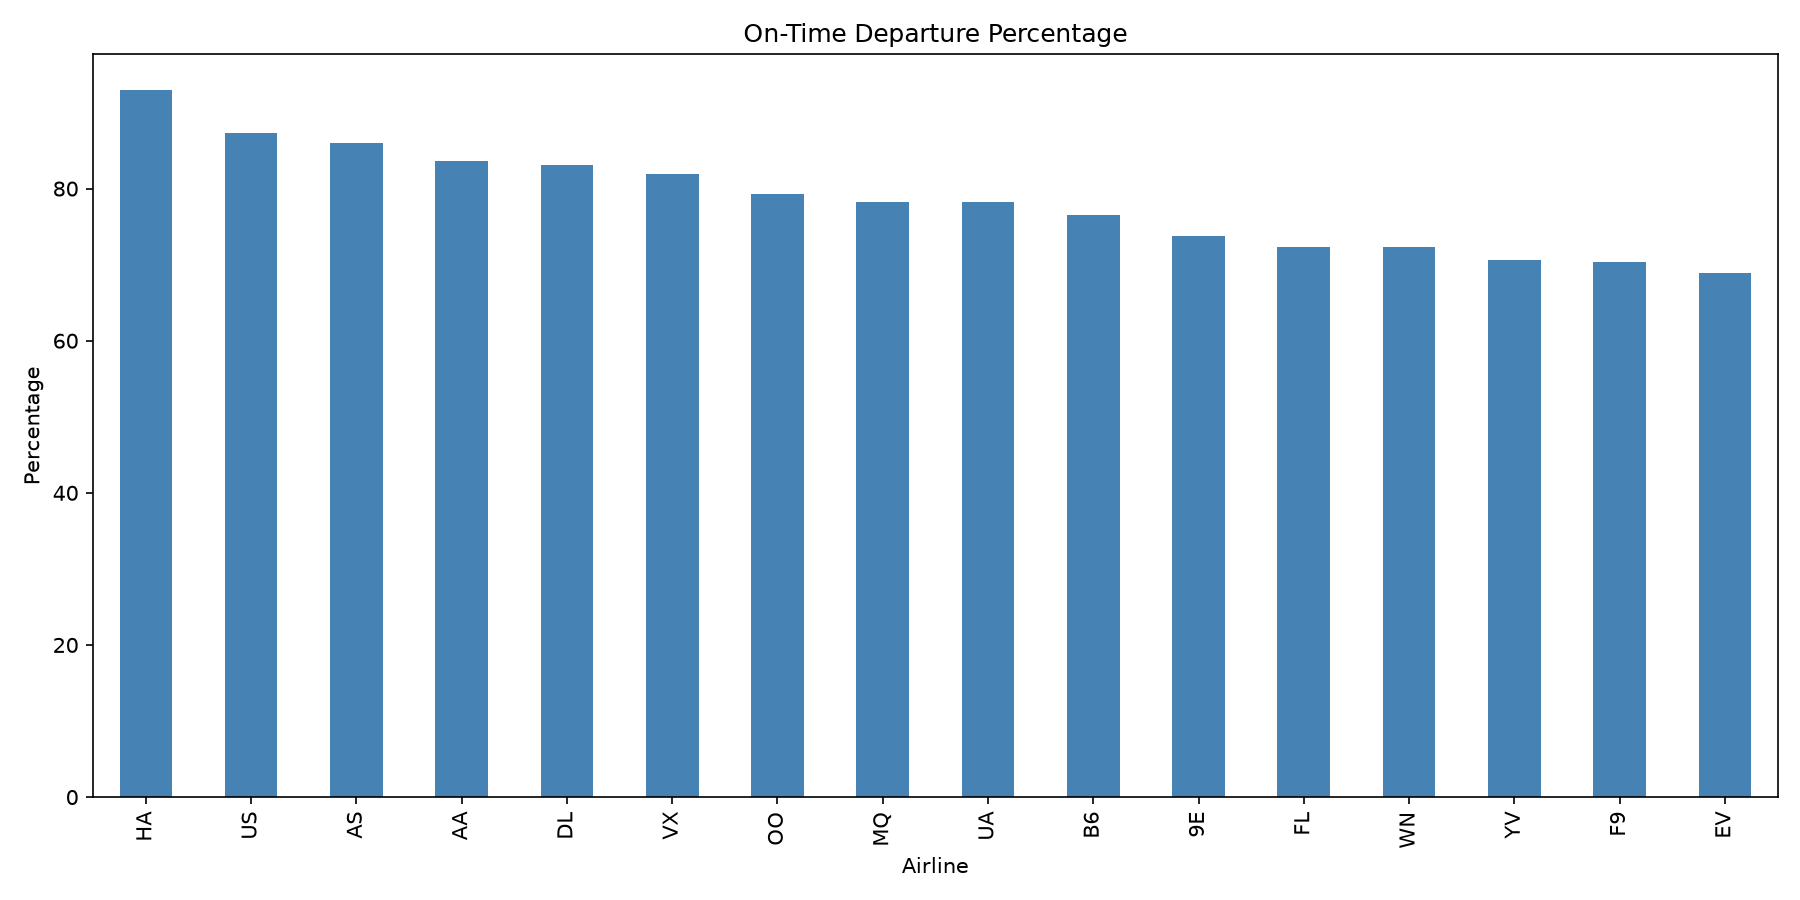 On-Time Departure Percentage
Percentage
80
60
40
20
0
HA US AS AA DL VX OO MQ UA B6 9E FL WN YV F9 EV
Airline